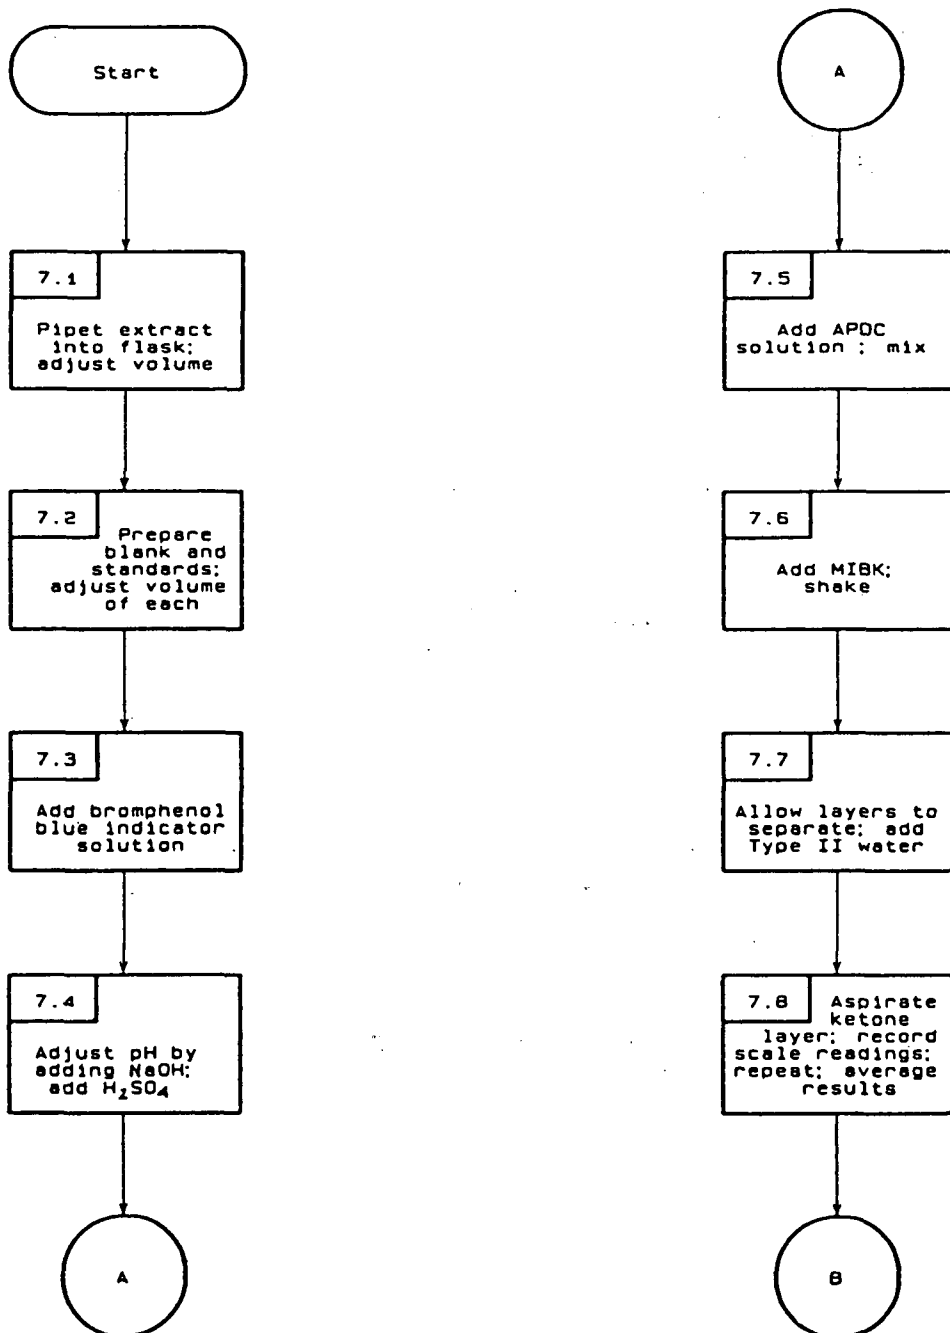 Start
7.1
Pipet extract
into flask;
adjust volume
7.2
Prepare
blank and
standards;
adjust volume
of each
7.3
Add bromphenol
blue indicator
solution
7.4
Adjust pH by
adding NaOH;
add H₂SO₄
A
A
7.5
Add APDC
solution ; mix
7.6
Add MIBK;
shake
7.7
Allow layers to
separate; add
Type II water
7.8
Aspirate
ketone
layer; record
scale readings;
repeat; average
results
B